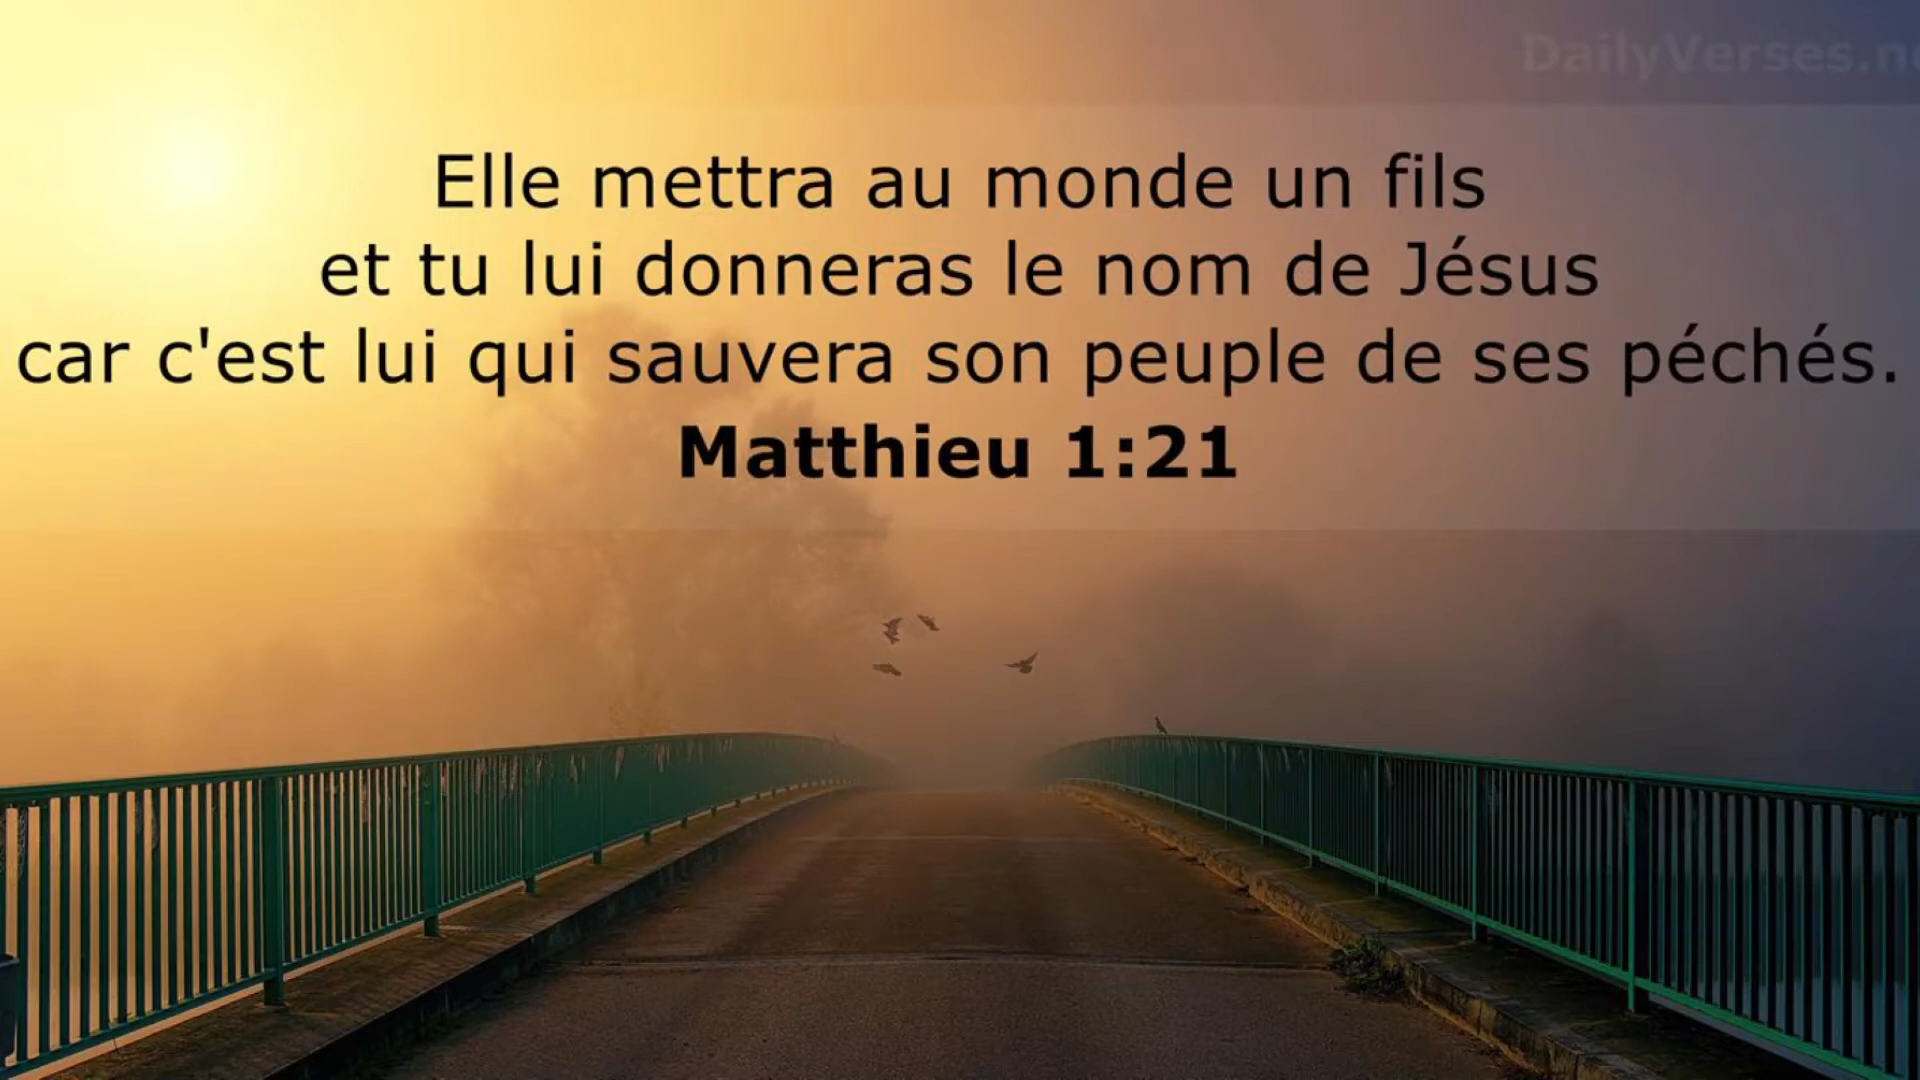 DailyVerses.ne
Elle mettra au monde un fils
et tu lui donneras le nom de Jésus
car c'est lui qui sauvera son peuple de ses péchés.
Matthieu 1:21